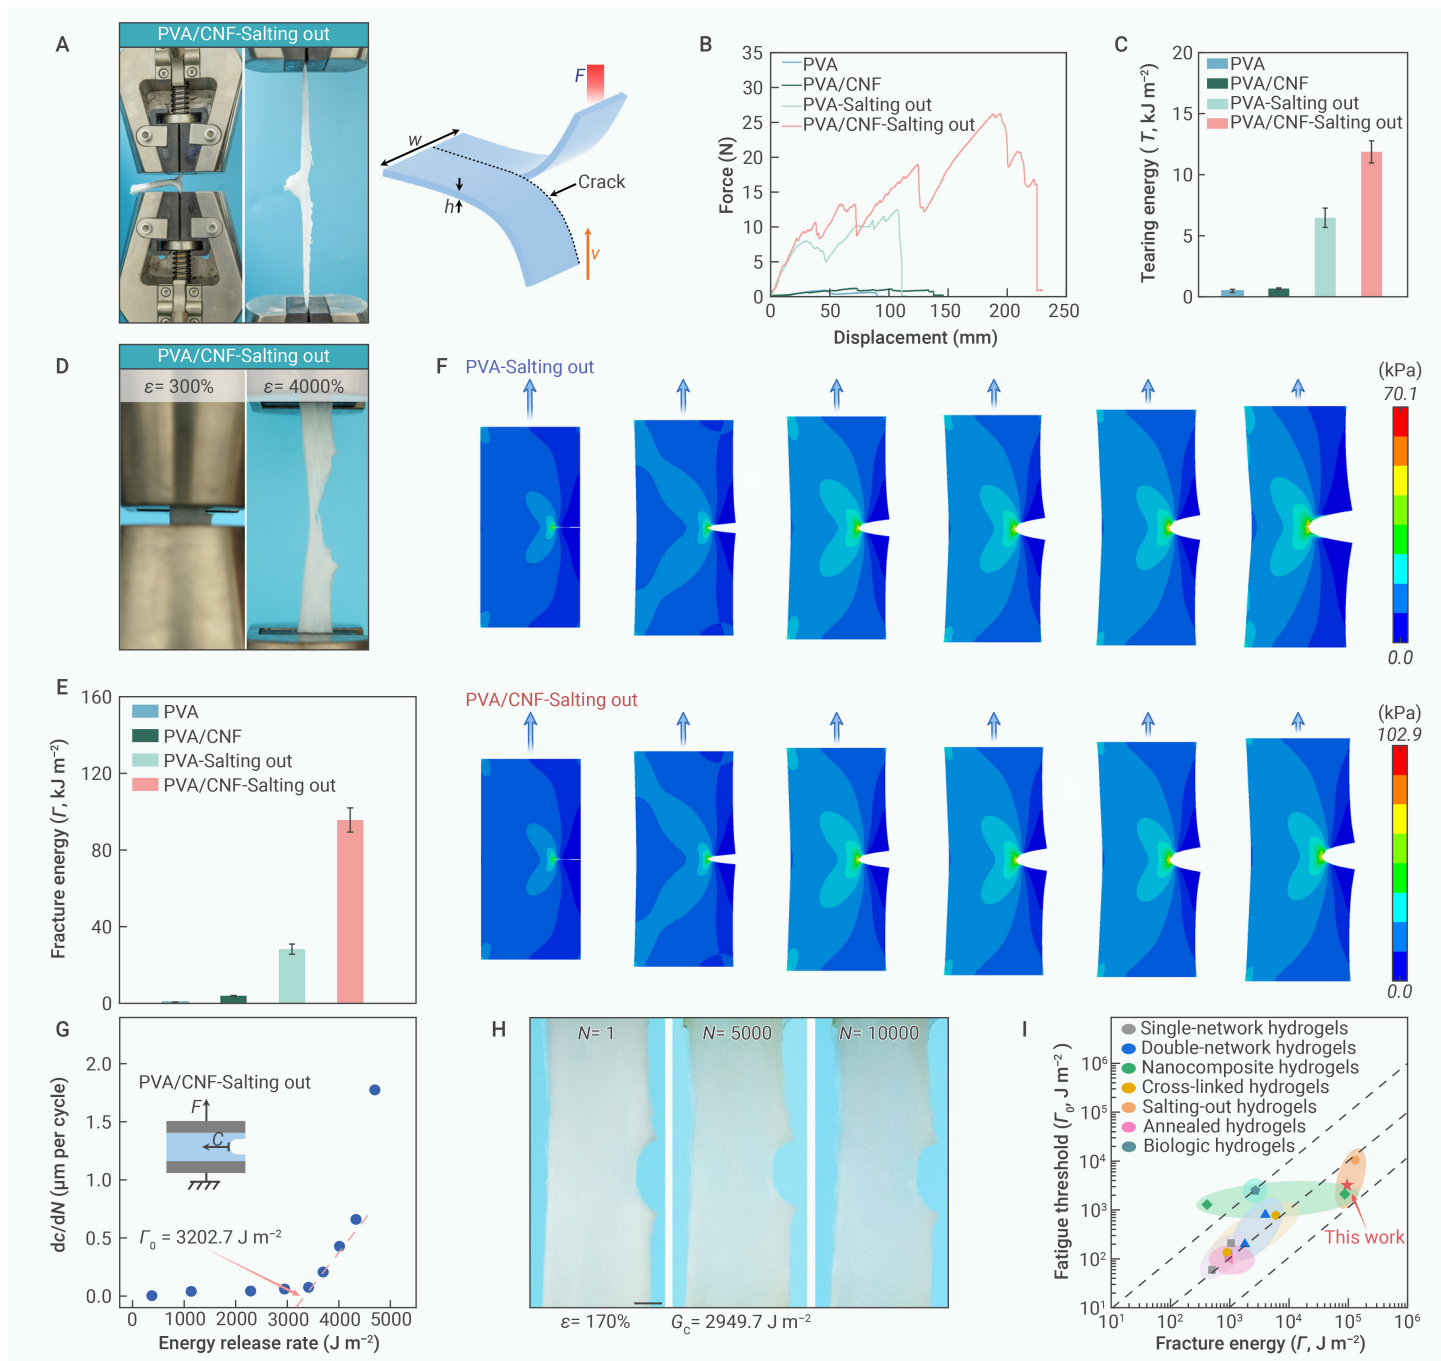 A
PVA/CNF-Salting out
F
w
h
Crack
v
B
35
30
25
20
15
10
5
0
Force (N)
PVA
PVA/CNF
PVA-Salting out
PVA/CNF-Salting out
0
50
100
150
200
250
Displacement (mm)
C
20
15
10
5
0
Tearing energy (T, kJ m⁻²)
PVA
PVA/CNF
PVA-Salting out
PVA/CNF-Salting out
D
PVA/CNF-Salting out
ε= 300%
ε= 4000%
F
PVA-Salting out
(kPa)
70.1
0.0
PVA/CNF-Salting out
(kPa)
102.9
0.0
E
160
120
80
40
0
Fracture energy (Γ, kJ m⁻²)
PVA
PVA/CNF
PVA-Salting out
PVA/CNF-Salting out
G
2.0
1.5
1.0
0.5
0.0
dc/dN (µm per cycle)
PVA/CNF-Salting out
F
C
Γ₀ = 3202.7 J m⁻²
0
1000
2000
3000
4000
5000
Energy release rate (J m⁻²)
H
N= 1
N= 5000
N= 10000
ε= 170%
G_C= 2949.7 J m⁻²
I
Single-network hydrogels
Double-network hydrogels
Nanocomposite hydrogels
Cross-linked hydrogels
Salting-out hydrogels
Annealed hydrogels
Biologic hydrogels
10⁶
10⁵
10⁴
10³
10²
10¹
Fatigue threshold (Γ₀, J m⁻²)
This work
10¹
10²
10³
10⁴
10⁵
10⁶
Fracture energy (Γ, J m⁻²)